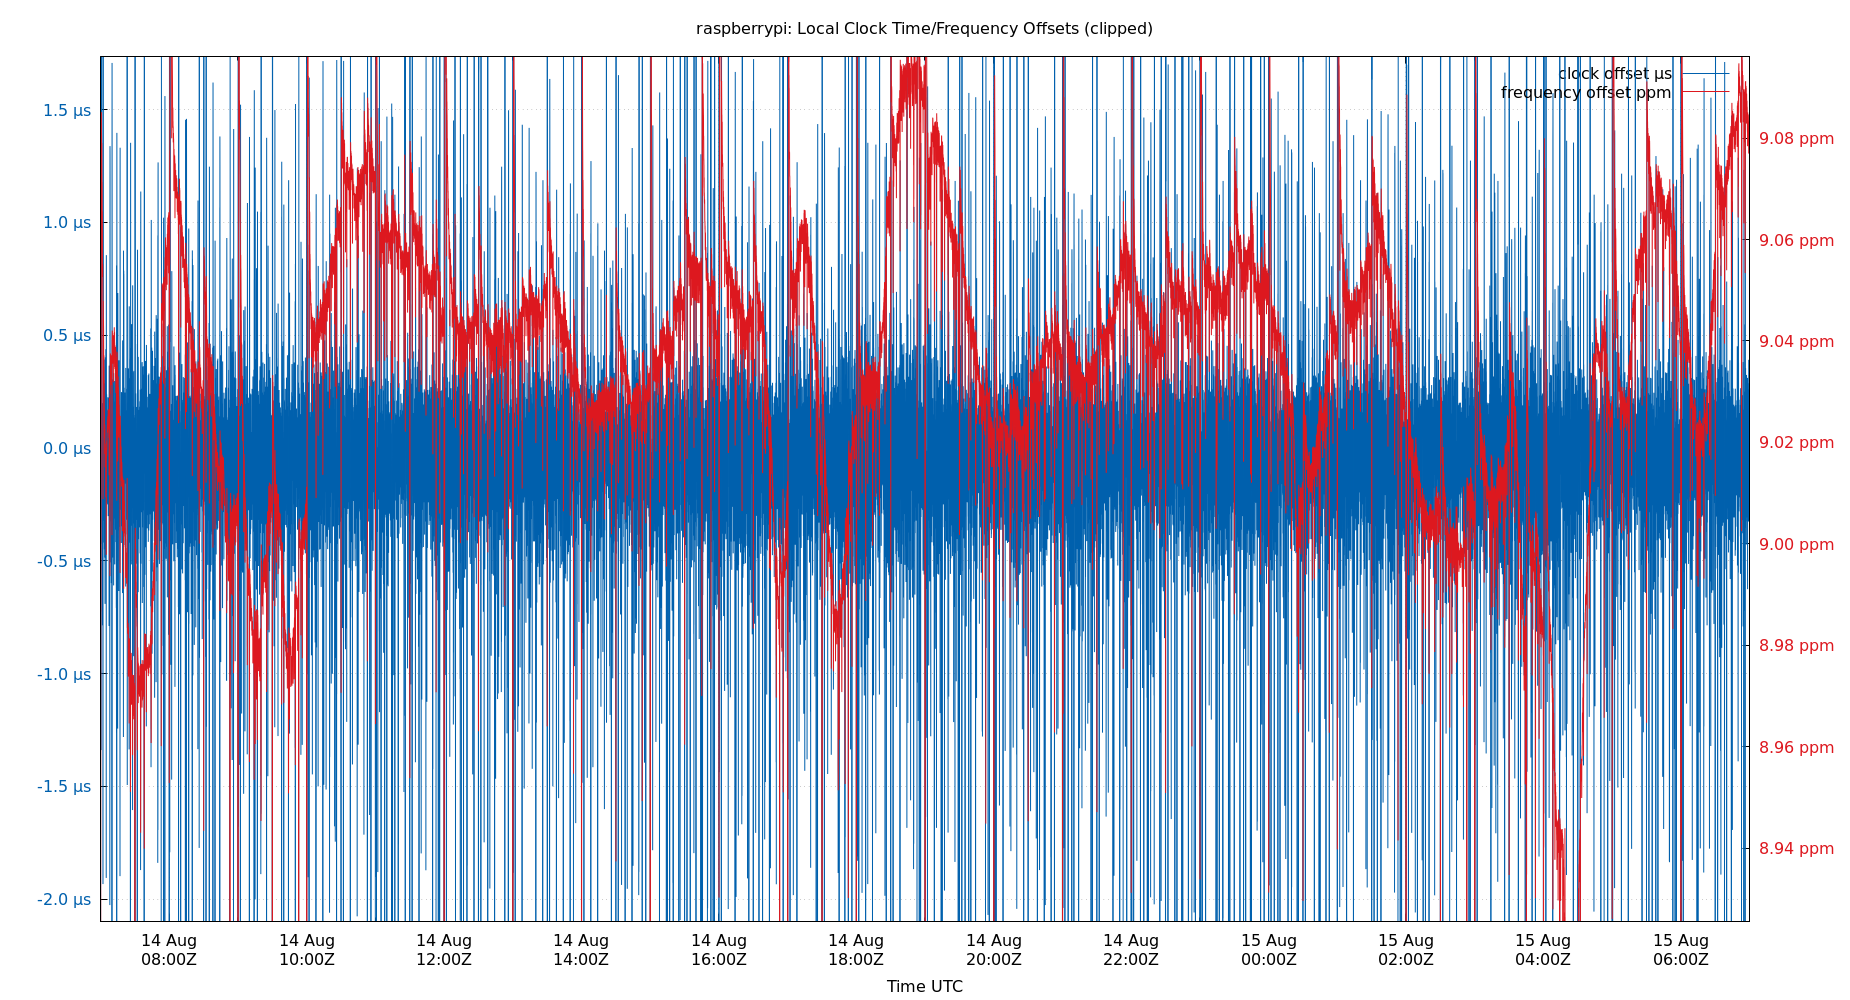 raspberrypi: Local Clock Time/Frequency Offsets (clipped)
clock offset µs
frequency offset ppm
1.5 µs
1.0 µs
0.5 µs
0.0 µs
-0.5 µs
-1.0 µs
-1.5 µs
-2.0 µs
9.08 ppm
9.06 ppm
9.04 ppm
9.02 ppm
9.00 ppm
8.98 ppm
8.96 ppm
8.94 ppm
14 Aug
08:00Z
14 Aug
10:00Z
14 Aug
12:00Z
14 Aug
14:00Z
14 Aug
16:00Z
14 Aug
18:00Z
14 Aug
20:00Z
14 Aug
22:00Z
15 Aug
00:00Z
15 Aug
02:00Z
15 Aug
04:00Z
15 Aug
06:00Z
Time UTC